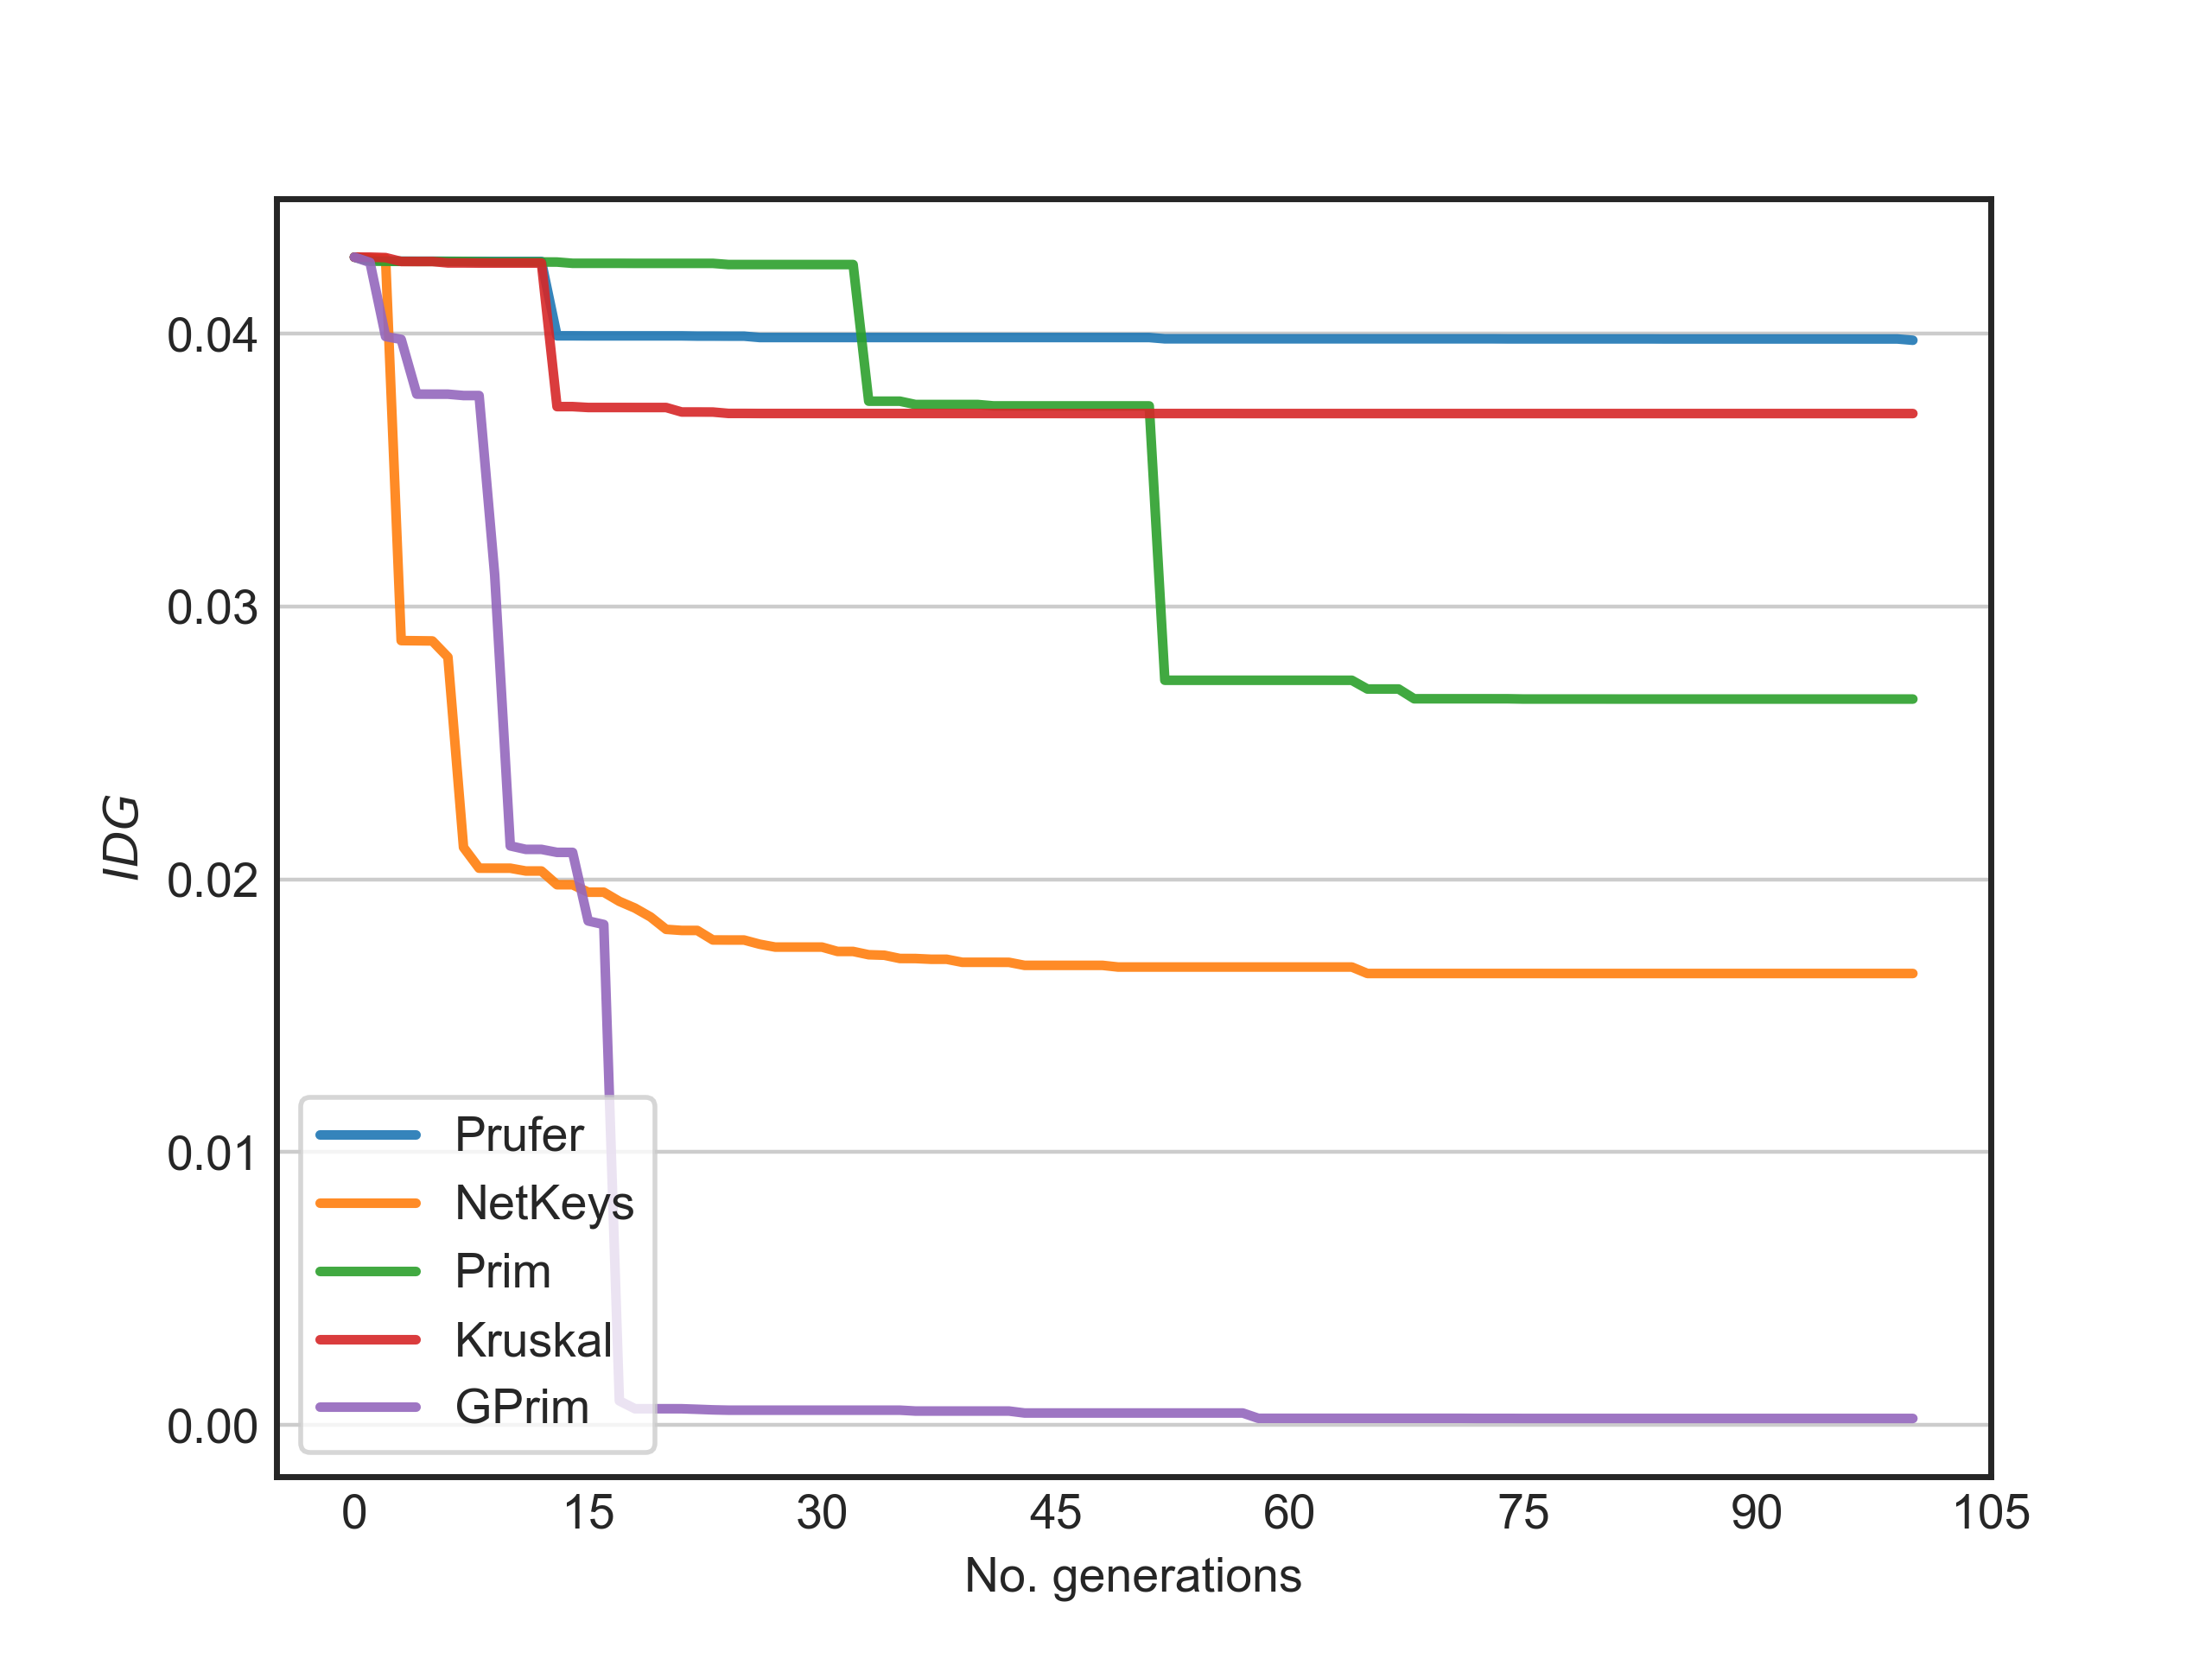 0.04
0.03
0.02
0.01
0.00
IDG
Prufer
NetKeys
Prim
Kruskal
GPrim
0 15 30 45 60 75 90 105
No. generations